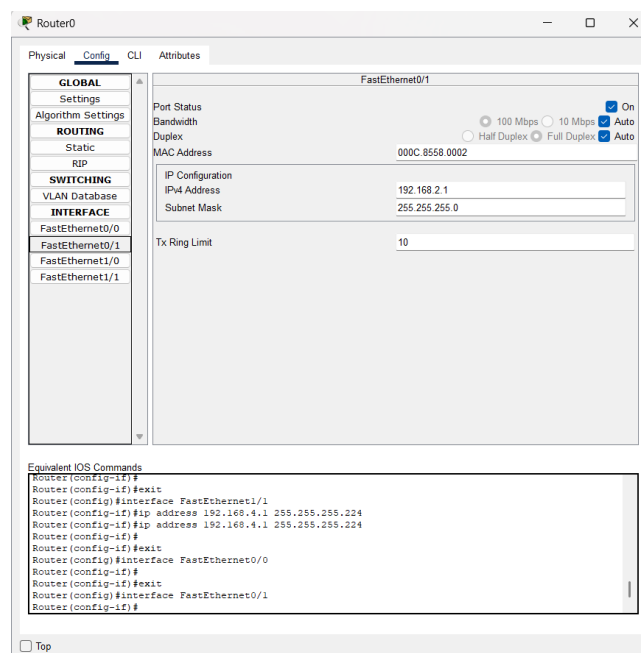 Router0
Physical Config CLI Attributes
GLOBAL
Settings
Algorithm Settings
ROUTING
Static
RIP
SWITCHING
VLAN Database
INTERFACE
FastEthernet0/0
FastEthernet0/1
FastEthernet1/0
FastEthernet1/1
FastEthernet0/1
Port Status On
Bandwidth 100 Mbps 10 Mbps Auto
Duplex Half Duplex Full Duplex Auto
MAC Address 000C.8558.0002
IP Configuration
IPv4 Address 192.168.2.1
Subnet Mask 255.255.255.0
Tx Ring Limit 10
Equivalent IOS Commands
Router(config-if)#
Router(config-if)#exit
Router(config)#interface FastEthernet1/1
Router(config-if)#ip address 192.168.4.1 255.255.255.224
Router(config-if)#ip address 192.168.4.1 255.255.255.224
Router(config-if)#
Router(config-if)#exit
Router(config)#interface FastEthernet0/0
Router(config-if)#
Router(config-if)#exit
Router(config)#interface FastEthernet0/1
Router(config-if)#
Top